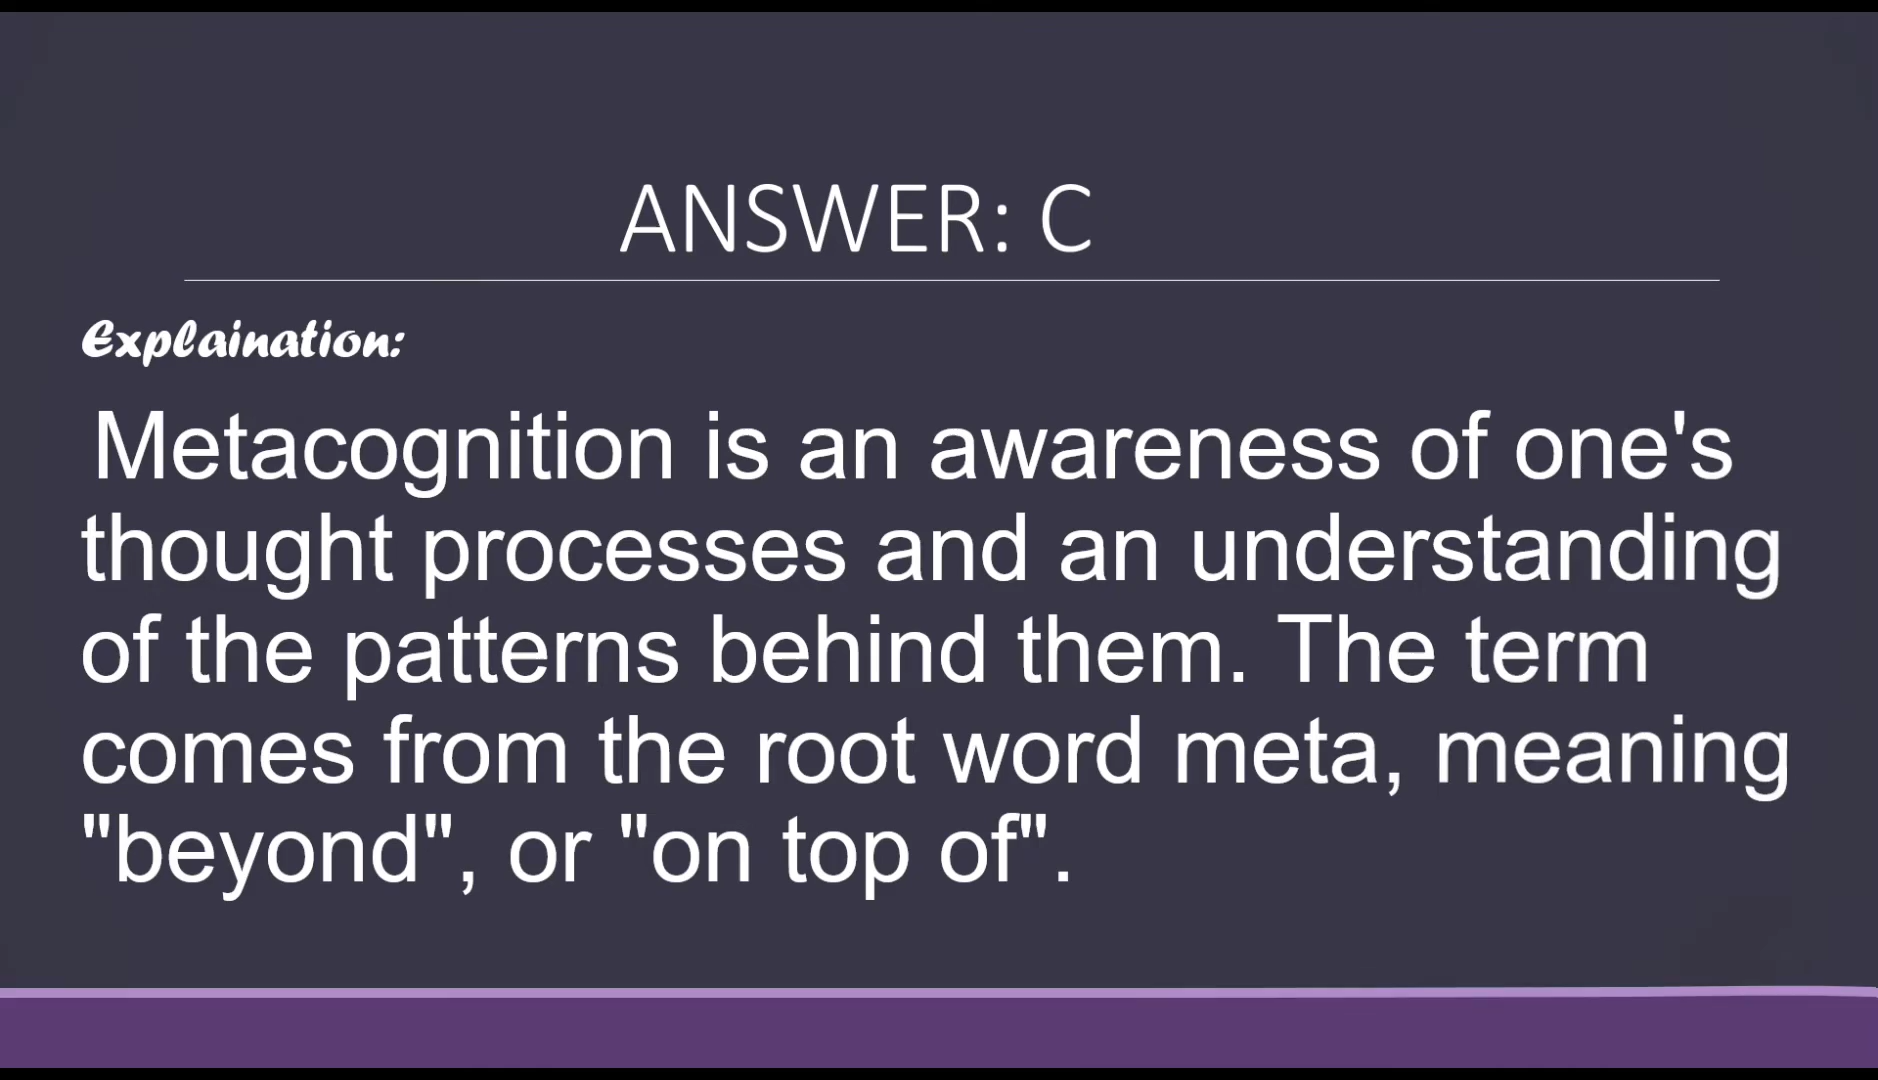 ANSWER: C
Explaination:
Metacognition is an awareness of one's
thought processes and an understanding
of the patterns behind them. The term
comes from the root word meta, meaning
"beyond", or "on top of".